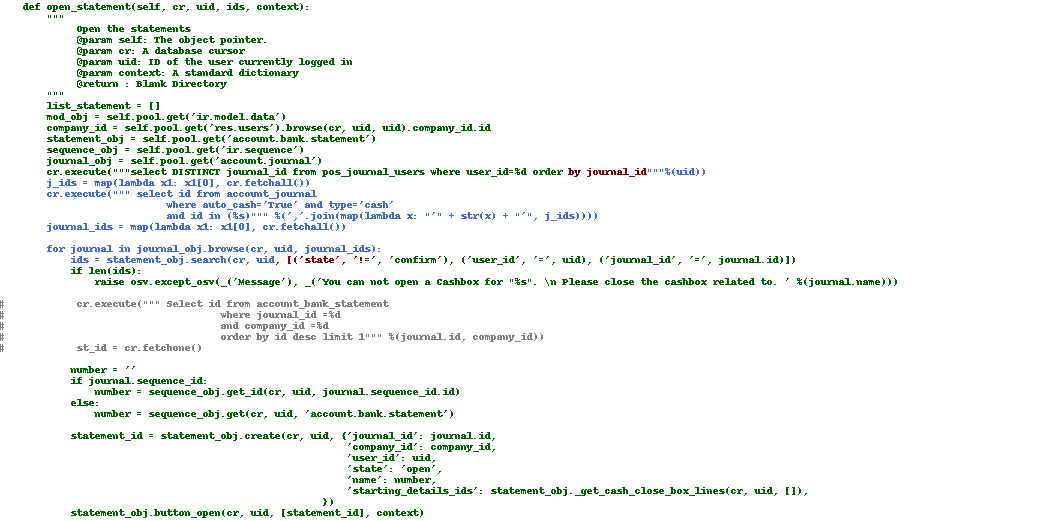 def open_statement(self, cr, uid, ids, context):
"""
Open the statements
@param self: The object pointer.
@param cr: A database cursor
@param uid: ID of the user currently logged in
@param context: A standard dictionary
@return : Blank Directory
"""
list_statement = []
mod_obj = self.pool.get('ir.model.data')
company_id = self.pool.get('res.users').browse(cr, uid, uid).company_id.id
statement_obj = self.pool.get('account.bank.statement')
sequence_obj = self.pool.get('ir.sequence')
journal_obj = self.pool.get('account.journal')
cr.execute("""select DISTINCT journal_id from pos_journal_users where user_id=%d order by journal_id"""%(uid))
j_ids = map(lambda x1: x1[0], cr.fetchall())
cr.execute(""" select id from account_journal
where auto_cash='True' and type='cash'
and id in (%s)""" %(','.join(map(lambda x: "'" + str(x) + "'", j_ids))))
journal_ids = map(lambda x1: x1[0], cr.fetchall())
for journal in journal_obj.browse(cr, uid, journal_ids):
ids = statement_obj.search(cr, uid, [('state', '!=', 'confirm'), ('user_id', '=', uid), ('journal_id', '=', journal.id)])
if len(ids):
raise osv.except_osv(_('Message'), _('You can not open a Cashbox for "%s". \n Please close the cashbox related to. ' %(journal.name)))
# cr.execute(""" Select id from account_bank_statement
# where journal_id =%d
# and company_id =%d
# order by id desc limit 1""" %(journal.id, company_id))
# st_id = cr.fetchone()
number = ''
if journal.sequence_id:
number = sequence_obj.get_id(cr, uid, journal.sequence_id.id)
else:
number = sequence_obj.get(cr, uid, 'account.bank.statement')
statement_id = statement_obj.create(cr, uid, {'journal_id': journal.id,
'company_id': company_id,
'user_id': uid,
'state': 'open',
'name': number,
'starting_details_ids': statement_obj._get_cash_close_box_lines(cr, uid, []),
})
statement_obj.button_open(cr, uid, [statement_id], context)